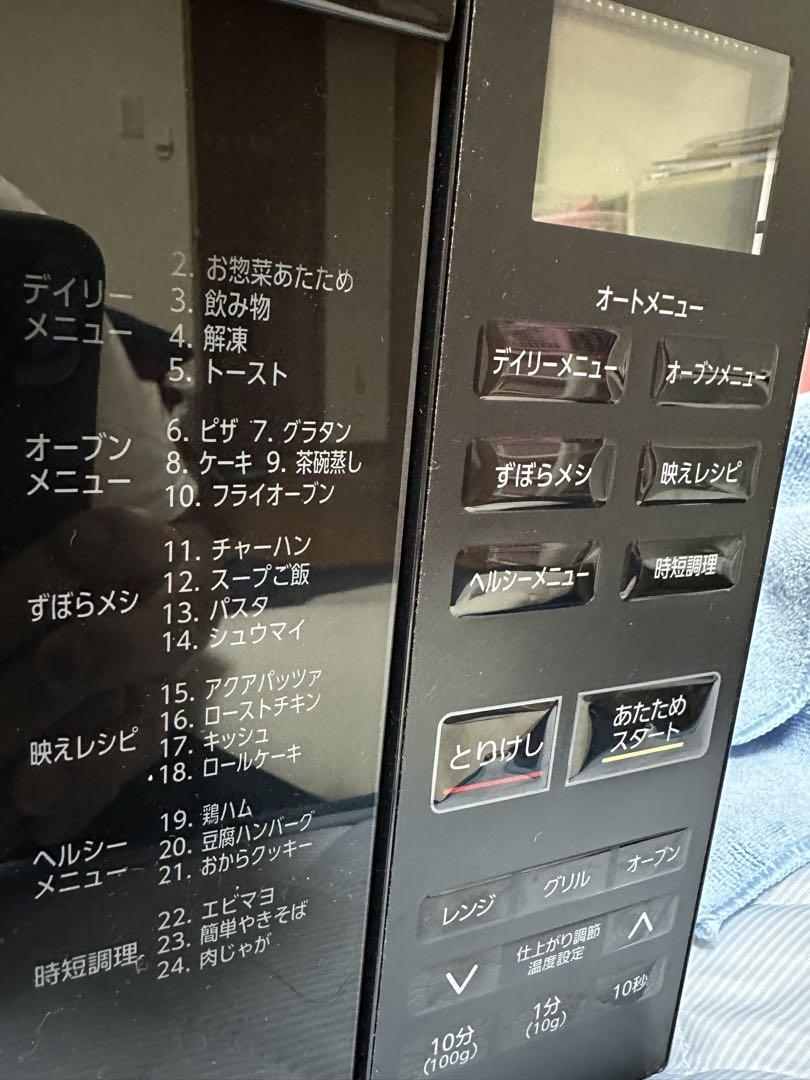 デイリー
メニュー
2. お惣菜あたため
3. 飲み物
4. 解凍
5. トースト
オーブン
メニュー
6. ピザ 7. グラタン
8. ケーキ 9. 茶碗蒸し
10. フライオーブン
ずぼらメシ
11. チャーハン
12. スープご飯
13. パスタ
14. シュウマイ
映えレシピ
15. アクアパッツァ
16. ローストチキン
17. キッシュ
18. ロールケーキ
ヘルシー
メニュー
19. 鶏ハム
20. 豆腐ハンバーグ
21. おからクッキー
時短調理
22. エビマヨ
23. 簡単やきそば
24. 肉じゃが
オートメニュー
デイリーメニュー
オーブンメニュー
ずぼらメシ
映えレシピ
ヘルシーメニュー
時短調理
とりけし
あたため
スタート
レンジ
グリル
オーブン
仕上がり調節
温度設定
10分
(100g)
1分
(10g)
10秒